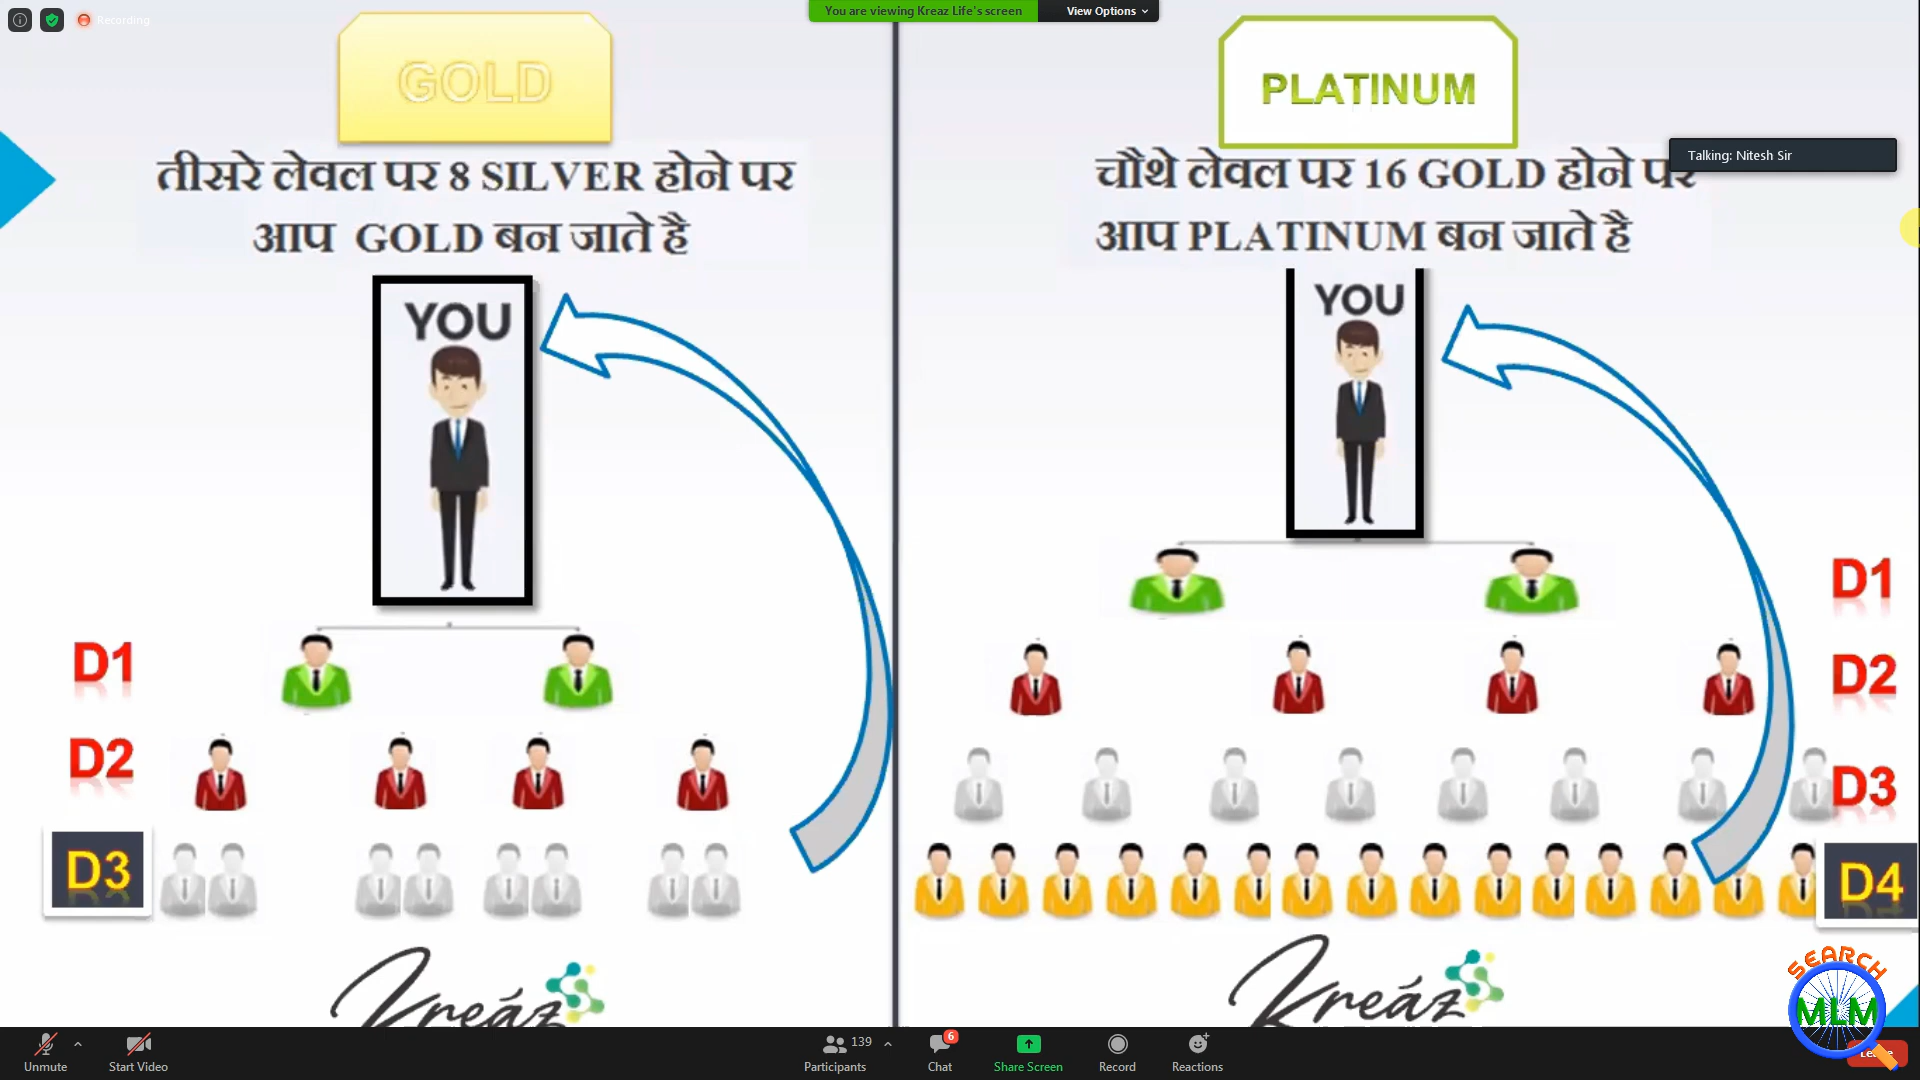 Recording
You are viewing Kreaz Life's screen
View Options
GOLD
तीसरे लेवल पर 8 SILVER होने पर
आप GOLD बन जाते है
YOU
D1
D2
D3
Kreáz
PLATINUM
Talking: Nitesh Sir
चौथे लेवल पर 16 GOLD होने पर
आप PLATINUM बन जाते है
YOU
D1
D2
D3
D4
Kreáz
SEARCH
MLM
Unmute
Start Video
139
Participants
6
Chat
Share Screen
Record
Reactions